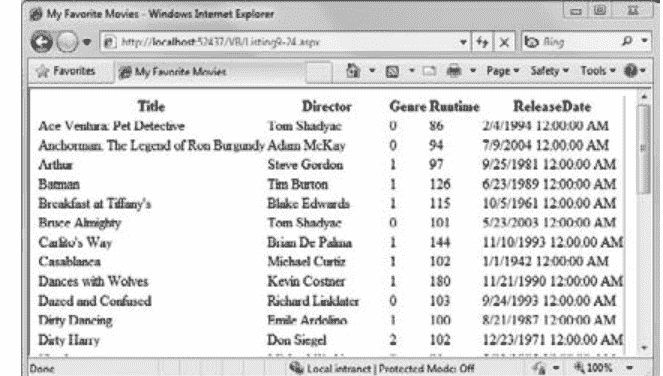 My Favorite Movies - Windows Internet Explorer
http://localhost:52437/VB/Listing9-24.aspx
Bing
Favorites My Favorite Movies Page Safety Tools
Title Director Genre Runtime ReleaseDate
Ace Ventura: Pet Detective Tom Shadyac 0 86 2/4/1994 12:00:00 AM
Anchorman: The Legend of Ron Burgundy Adam McKay 0 94 7/9/2004 12:00:00 AM
Arthur Steve Gordon 1 97 9/25/1981 12:00:00 AM
Batman Tim Burton 1 126 6/23/1989 12:00:00 AM
Breakfast at Tiffany's Blake Edwards 1 115 10/5/1961 12:00:00 AM
Bruce Almighty Tom Shadyac 0 101 5/23/2003 12:00:00 AM
Carlito's Way Brian De Palma 1 144 11/10/1993 12:00:00 AM
Casablanca Michael Curtiz 1 102 1/1/1942 12:00:00 AM
Dances with Wolves Kevin Costner 1 180 11/21/1990 12:00:00 AM
Dazed and Confused Richard Linklater 0 103 9/24/1993 12:00:00 AM
Dirty Dancing Emile Ardolino 1 100 8/21/1987 12:00:00 AM
Dirty Harry Don Siegel 2 102 12/23/1971 12:00:00 AM
Done Local intranet | Protected Mode: Off 100%